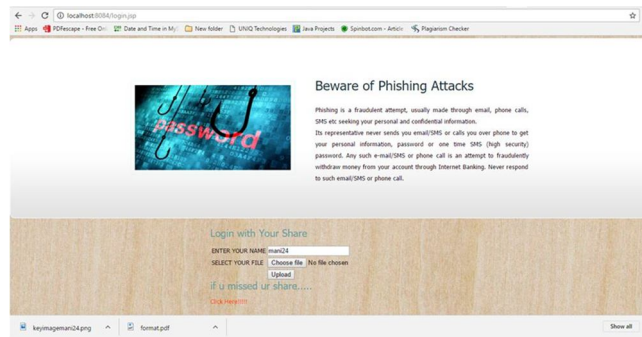 localhost:8084/login.jsp
Apps PDFescape - Free On Date and Time in My New folder UNIQ Technologies Java Projects Spinbot.com - Article Plagiarism Checker
password
Beware of Phishing Attacks
Phishing is a fraudulent attempt, usually made through email, phone calls,
SMS etc seeking your personal and confidential information.
Its representative never sends you email/SMS or calls you over phone to get
your personal information, password or one time SMS (high security)
password. Any such e-mail/SMS or phone call is an attempt to fraudulently
withdraw money from your account through Internet Banking. Never respond
to such email/SMS or phone call.
Login with Your Share
ENTER YOUR NAME mani24
SELECT YOUR FILE Choose file No file chosen
Upload
if u missed ur share.....
Click Here!!!!
keyimagemani24.png format.pdf Show all